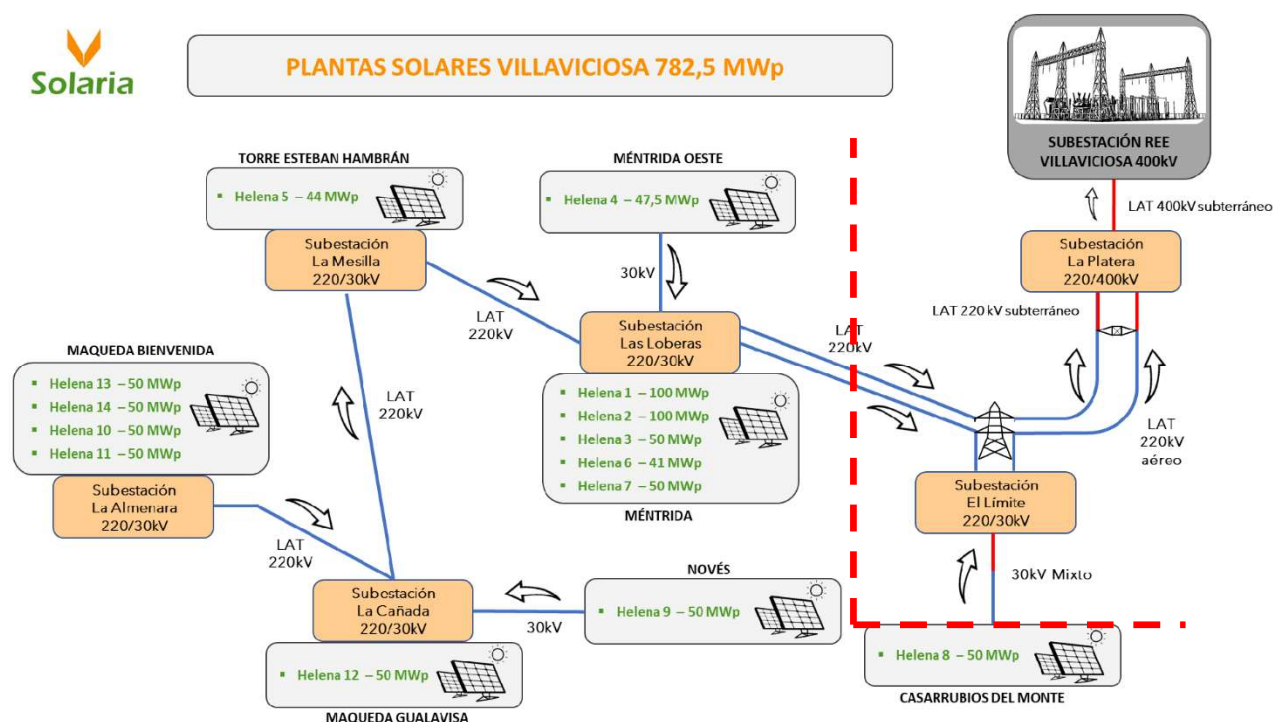 Solaria
PLANTAS SOLARES VILLAVICIOSA 782,5 MWp
SUBESTACIÓN REE
VILLAVICIOSA 400kV
LAT 400kV subterráneo
Subestación
La Platera
220/400kV
LAT 220 kV subterráneo
TORRE ESTEBAN HAMBRÁN
Helena 5 – 44 MWp
Subestación
La Mesilla
220/30kV
LAT
220kV
MÉNTRIDA OESTE
Helena 4 – 47,5 MWp
30kV
Subestación
Las Loberas
220/30kV
LAT
220kV
Helena 1 – 100 MWp
Helena 2 – 100 MWp
Helena 3 – 50 MWp
Helena 6 – 41 MWp
Helena 7 – 50 MWp
MÉNTRIDA
MAQUEDA BIENVENIDA
Helena 13 – 50 MWp
Helena 14 – 50 MWp
Helena 10 – 50 MWp
Helena 11 – 50 MWp
Subestación
La Almenara
220/30kV
LAT
220kV
LAT
220kV
Subestación
La Cañada
220/30kV
Helena 12 – 50 MWp
MAQUEDA GUALAVISA
30kV
NOVÉS
Helena 9 – 50 MWp
LAT
220kV
aéreo
Subestación
El Límite
220/30kV
30kV Mixto
Helena 8 – 50 MWp
CASARRUBIOS DEL MONTE